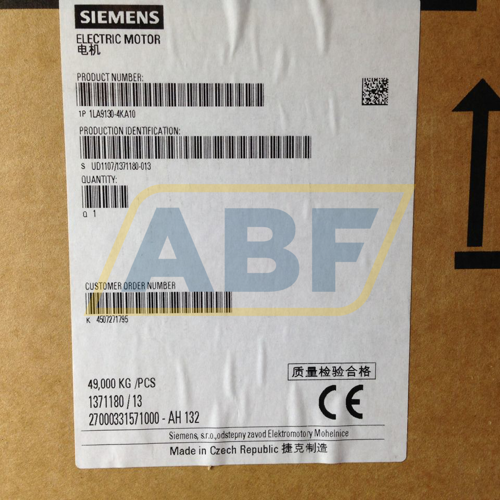 SIEMENS
ELECTRIC MOTOR
电机
PRODUCT NUMBER:
1P 1LA9130-4KA10
PRODUCTION IDENTIFICATION:
S UD1107/1371180-013
QUANTITY:
Q 1
ABF
CUSTOMER ORDER NUMBER
K 4507271795
49,000 KG /PCS
1371180 / 13
27000331571000 - AH 132
质量检验合格
CE
Siemens, s.r.o.,odstepny zavod Elektromotory Mohelnice
Made in Czech Republic 捷克制造